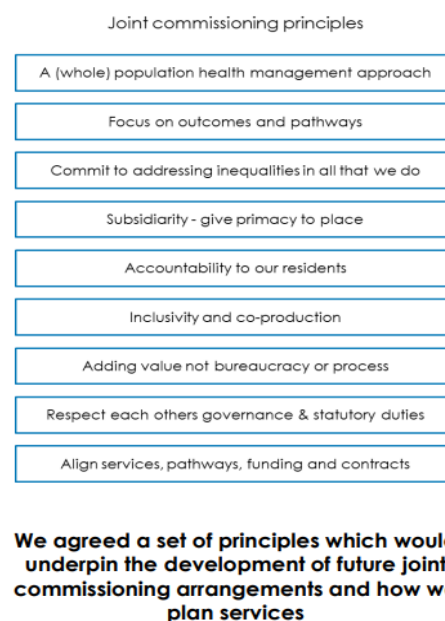 Joint commissioning principles
A (whole) population health management approach
Focus on outcomes and pathways
Commit to addressing inequalities in all that we do
Subsidiarity - give primacy to place
Accountability to our residents
Inclusivity and co-production
Adding value not bureaucracy or process
Respect each others governance & statutory duties
Align services, pathways, funding and contracts
We agreed a set of principles which would
underpin the development of future joint
commissioning arrangements and how we
plan services